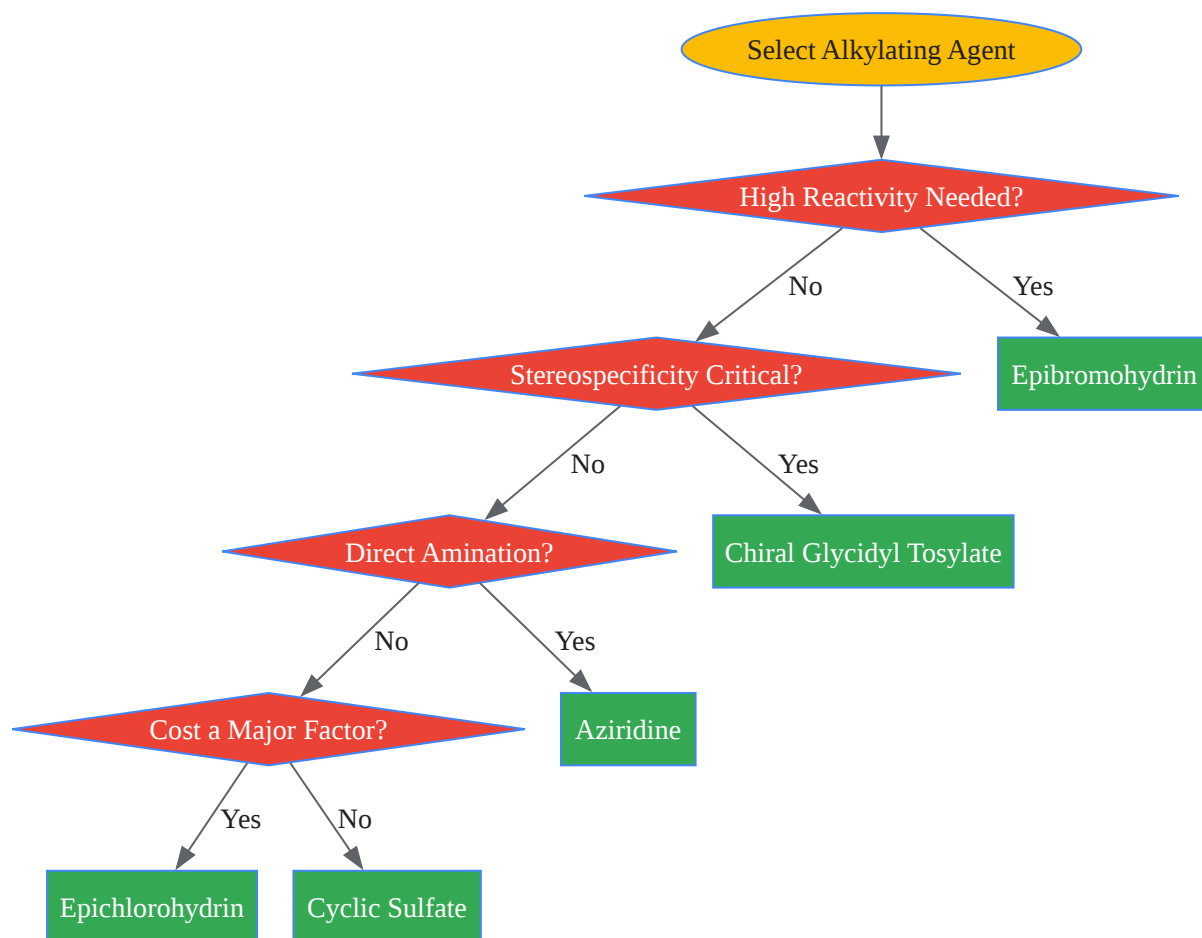 Select Alkylating Agent
High Reactivity Needed?
No
Yes
Stereospecificity Critical?
Epibromohydrin
No
Yes
Direct Amination?
Chiral Glycidyl Tosylate
No
Yes
Cost a Major Factor?
Aziridine
Yes
No
Epichlorohydrin
Cyclic Sulfate